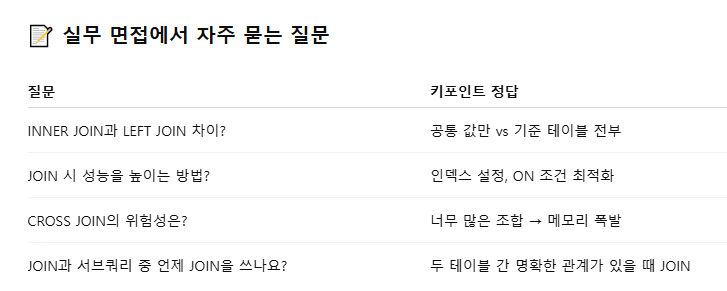 📝 실무 면접에서 자주 묻는 질문
질문 키포인트 정답
INNER JOIN과 LEFT JOIN 차이? 공통 값만 vs 기준 테이블 전부
JOIN 시 성능을 높이는 방법? 인덱스 설정, ON 조건 최적화
CROSS JOIN의 위험성은? 너무 많은 조합 → 메모리 폭발
JOIN과 서브쿼리 중 언제 JOIN을 쓰나요? 두 테이블 간 명확한 관계가 있을 때 JOIN